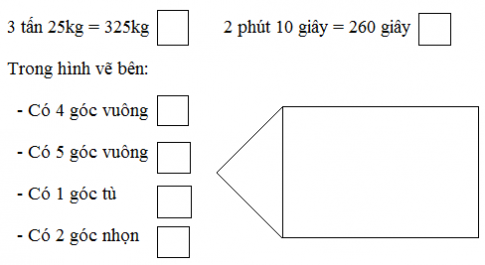 3 tấn 25kg = 325kg 2 phút 10 giây = 260 giây
Trong hình vẽ bên:
- Có 4 góc vuông
- Có 5 góc vuông
- Có 1 góc tù
- Có 2 góc nhọn